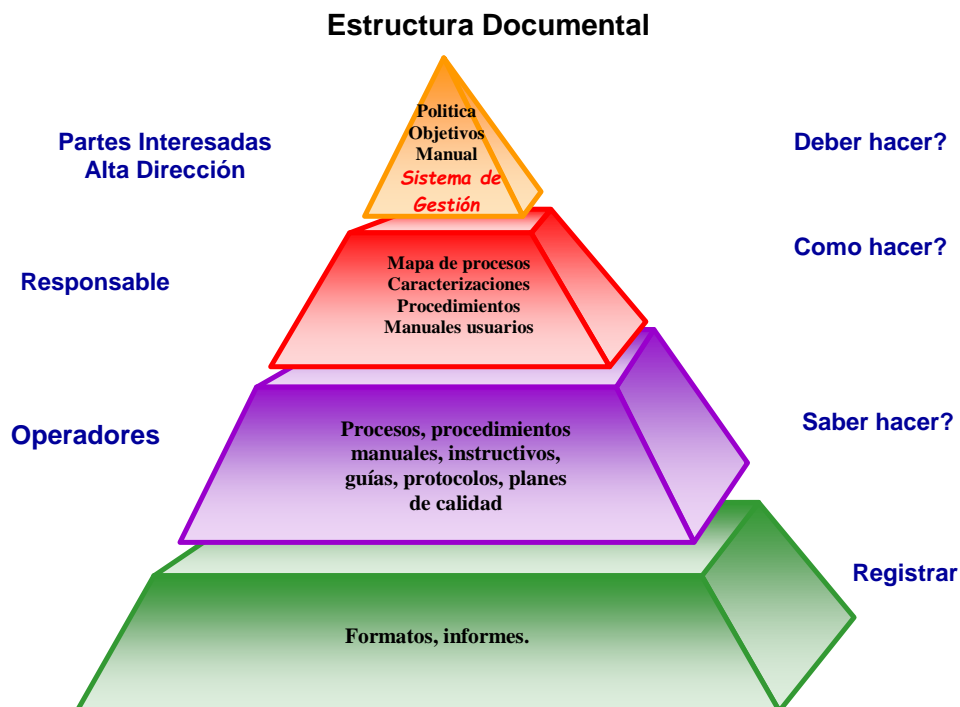 Estructura Documental
Partes Interesadas
Alta Dirección
Politica
Objetivos
Manual
Sistema de
Gestión
Deber hacer?
Responsable
Mapa de procesos
Caracterizaciones
Procedimientos
Manuales usuarios
Como hacer?
Operadores
Procesos, procedimientos
manuales, instructivos,
guías, protocolos, planes
de calidad
Saber hacer?
Formatos, informes.
Registrar